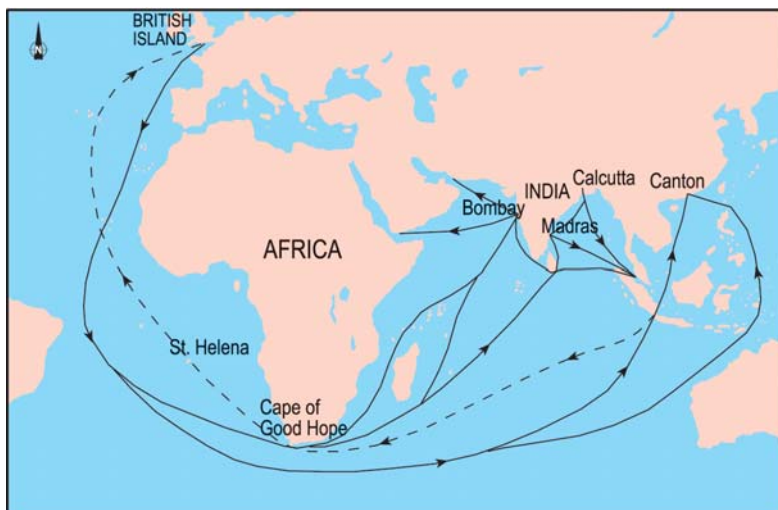 BRITISH
ISLAND
N
INDIA
Calcutta
Canton
Bombay
Madras
AFRICA
St. Helena
Cape of
Good Hope